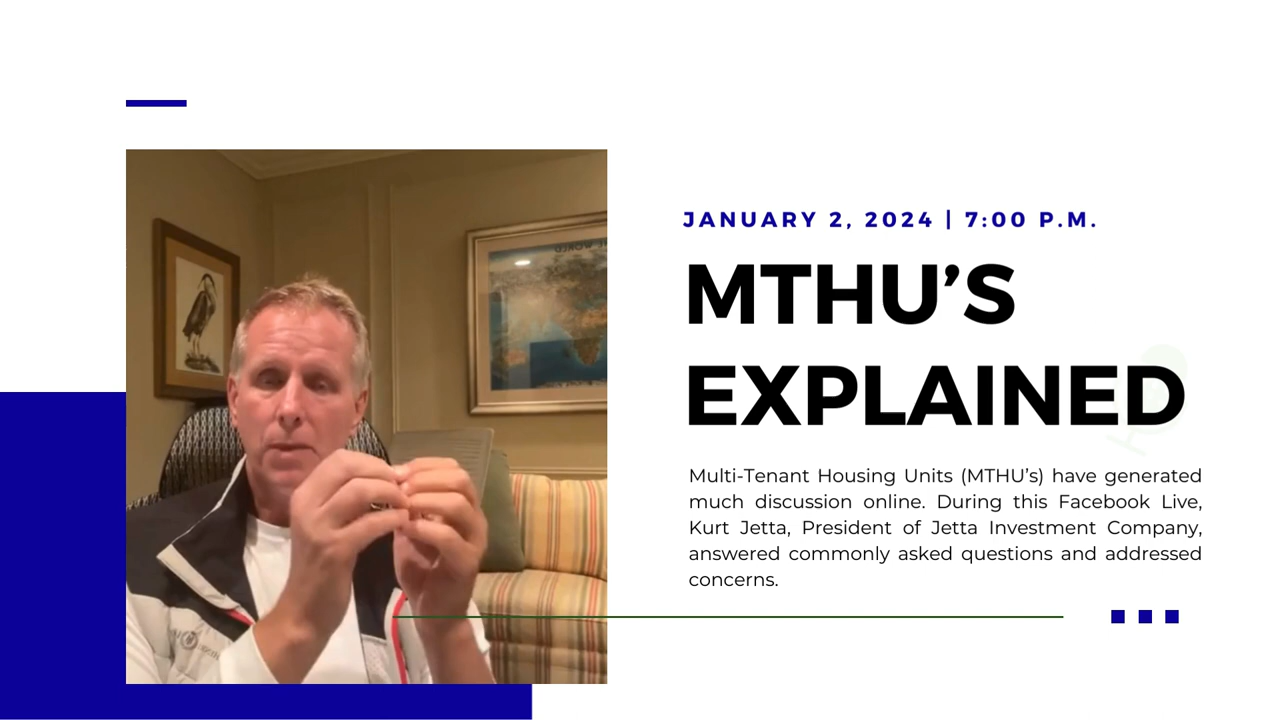 JANUARY 2, 2024 | 7:00 P.M.
MTHU’S
EXPLAINED
Multi-Tenant Housing Units (MTHU’s) have generated
much discussion online. During this Facebook Live,
Kurt Jetta, President of Jetta Investment Company,
answered commonly asked questions and addressed
concerns.